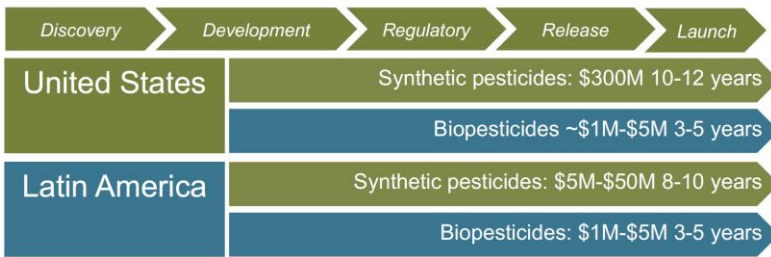 Discovery Development Regulatory Release Launch
United States
Synthetic pesticides: $300M 10-12 years
Biopesticides ~$1M-$5M 3-5 years
Latin America
Synthetic pesticides: $5M-$50M 8-10 years
Biopesticides: $1M-$5M 3-5 years